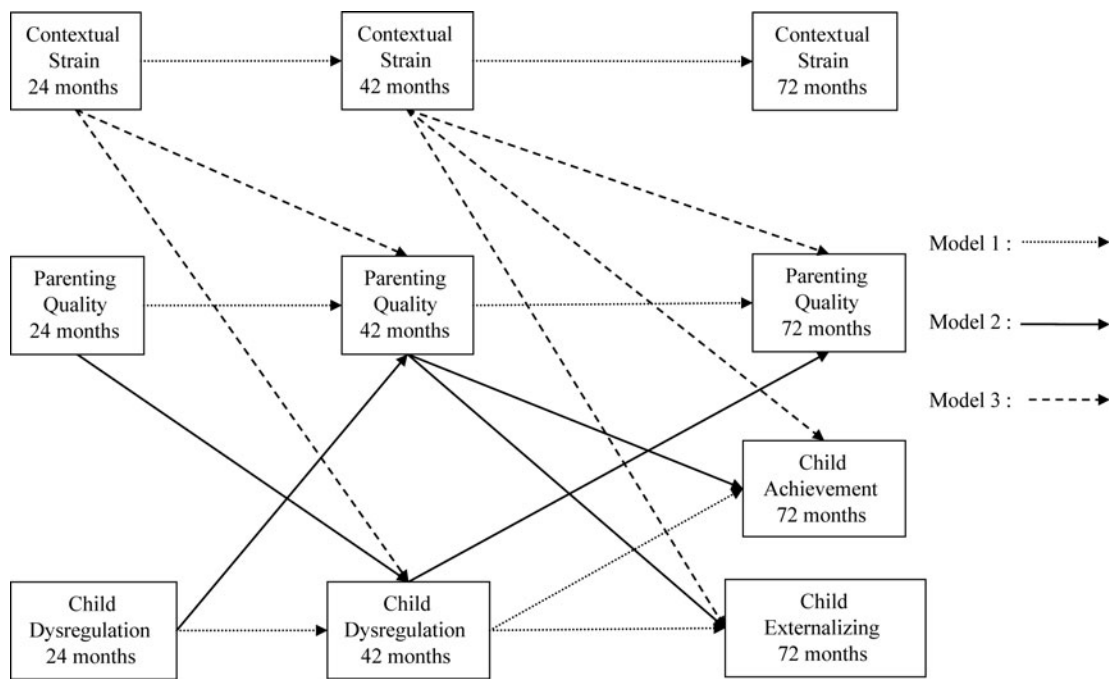 Contextual
Strain
24 months
Contextual
Strain
42 months
Contextual
Strain
72 months
Parenting
Quality
24 months
Parenting
Quality
42 months
Parenting
Quality
72 months
Model 1 :
Model 2 :
Model 3 :
Child
Achievement
72 months
Child
Dysregulation
24 months
Child
Dysregulation
42 months
Child
Externalizing
72 months